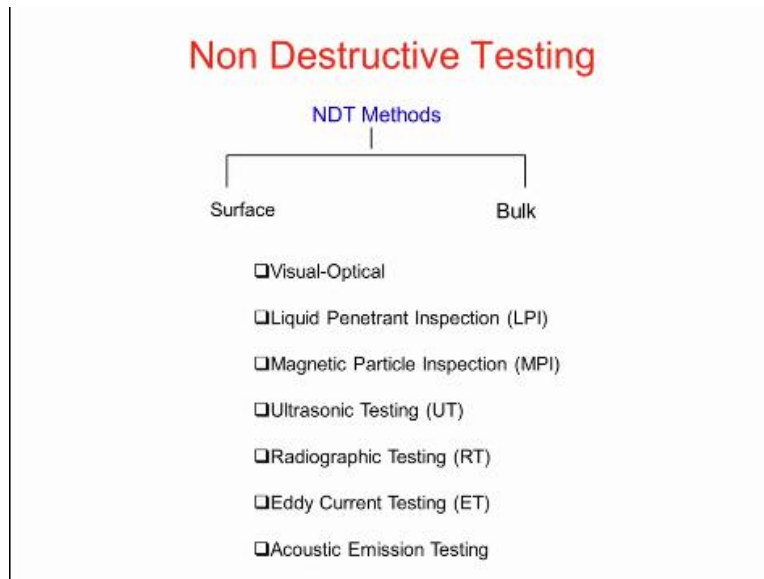 Non Destructive Testing
NDT Methods
Surface Bulk
❑Visual-Optical
❑Liquid Penetrant Inspection (LPI)
❑Magnetic Particle Inspection (MPI)
❑Ultrasonic Testing (UT)
❑Radiographic Testing (RT)
❑Eddy Current Testing (ET)
❑Acoustic Emission Testing